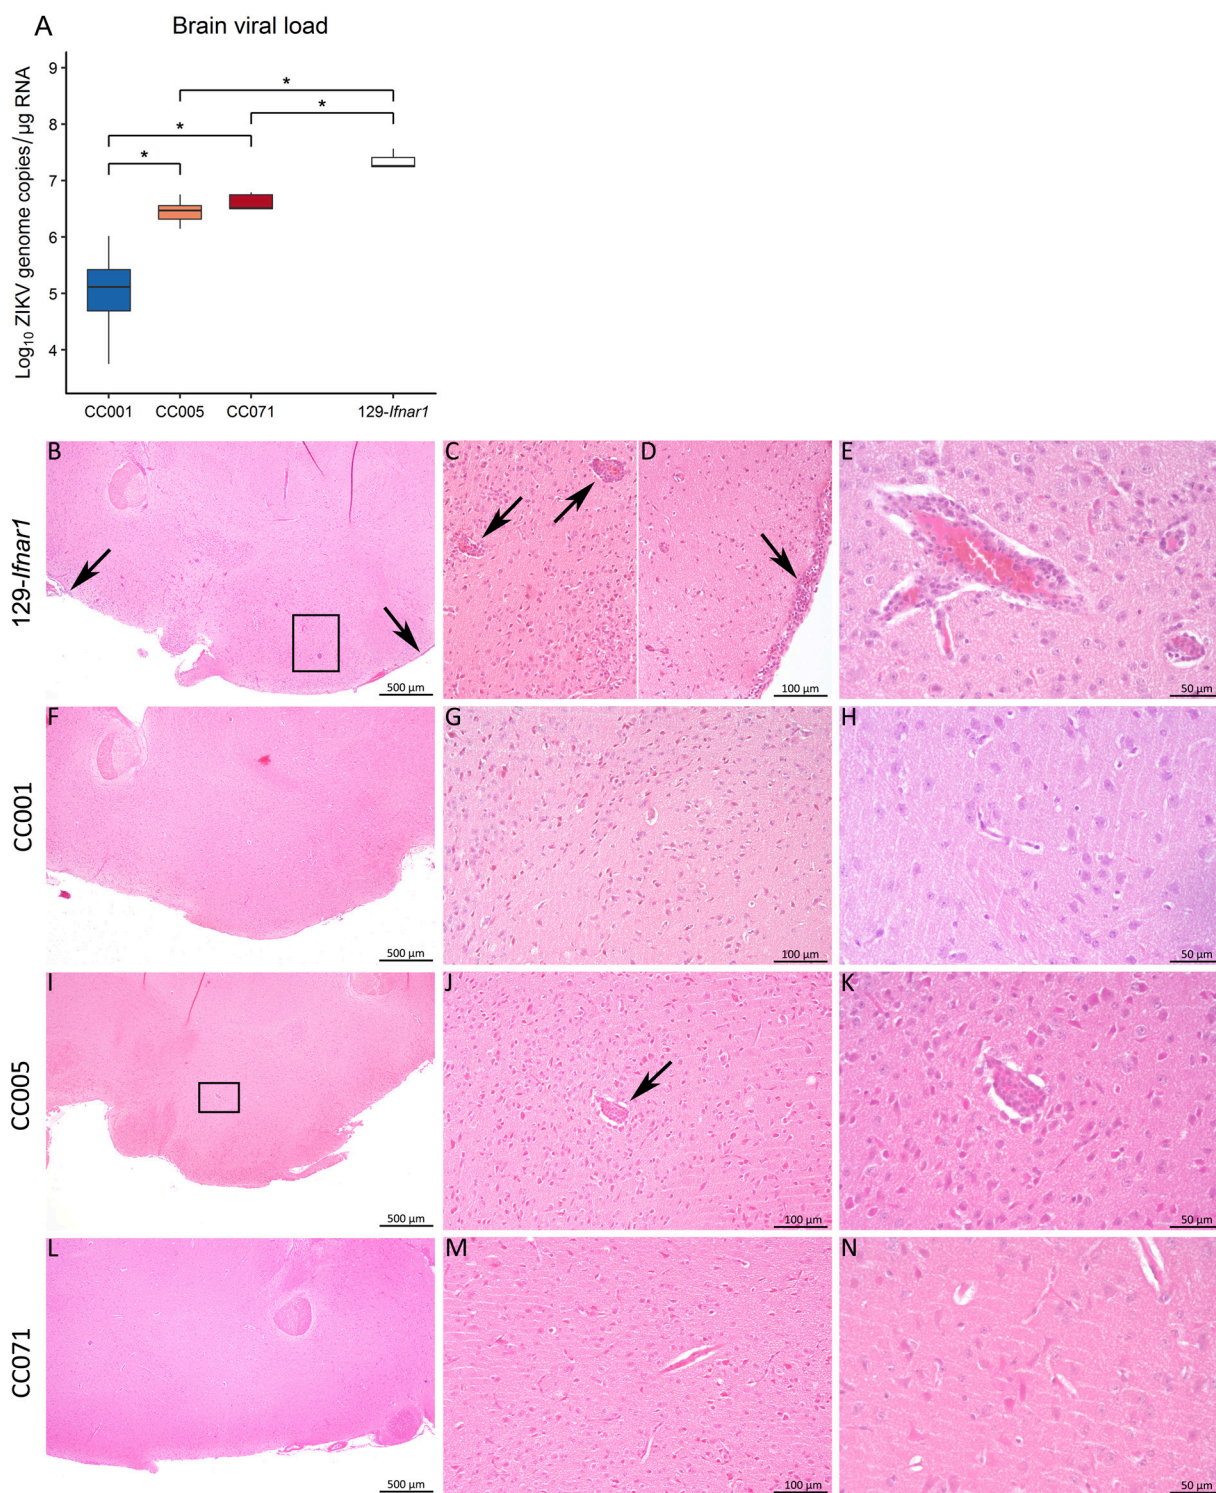 A
Brain viral load
Log₁₀ ZIKV genome copies/µg RNA
9
8
7
6
5
4
*
*
*
*
CC001 CC005 CC071 129-Ifnar1
129-Ifnar1
B
500 µm
C
D
100 µm
E
50 µm
CC001
F
500 µm
G
100 µm
H
50 µm
CC005
I
500 µm
J
100 µm
K
50 µm
CC071
L
500 µm
M
100 µm
N
50 µm